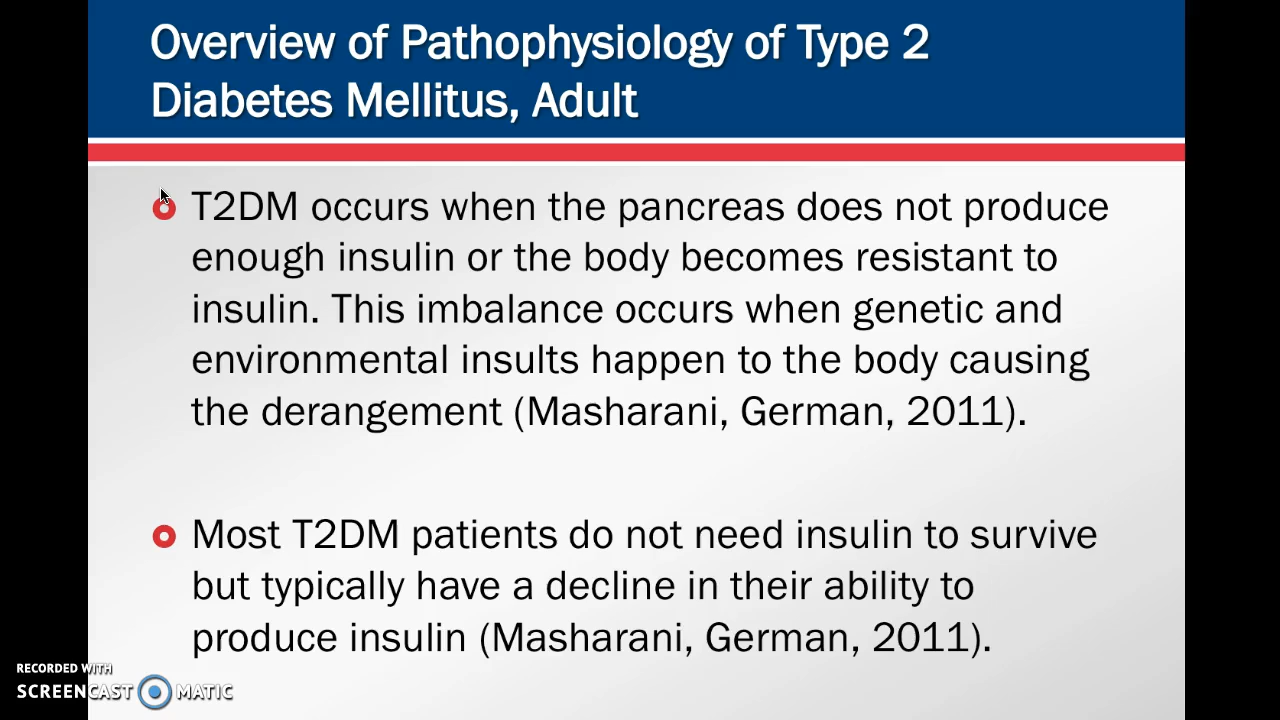 Overview of Pathophysiology of Type 2
Diabetes Mellitus, Adult
T2DM occurs when the pancreas does not produce
enough insulin or the body becomes resistant to
insulin. This imbalance occurs when genetic and
environmental insults happen to the body causing
the derangement (Masharani, German, 2011).
Most T2DM patients do not need insulin to survive
but typically have a decline in their ability to
produce insulin (Masharani, German, 2011).
RECORDED WITH
SCREENCAST MATIC